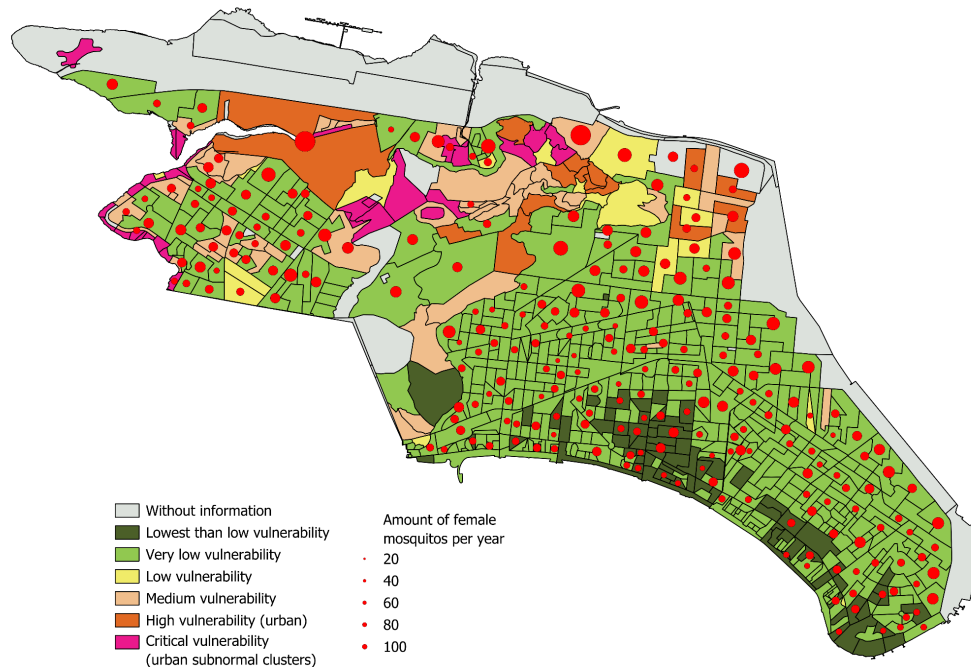 Without information
Lowest than low vulnerability
Very low vulnerability
Low vulnerability
Medium vulnerability
High vulnerability (urban)
Critical vulnerability
(urban subnormal clusters)
Amount of female
mosquitos per year
20
40
60
80
100